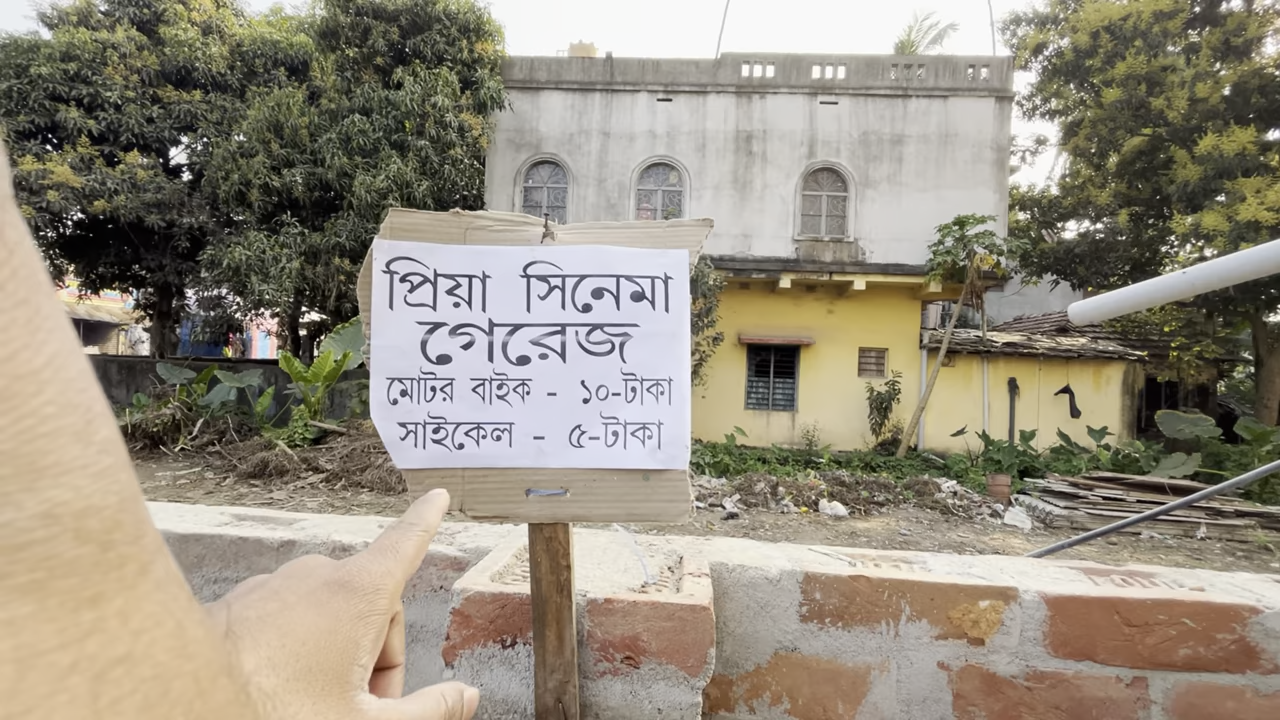 প্রিয়া সিনেমা
গেরেজ
মোটর বাইক - ১০-টাকা
সাইকেল - ৫-টাকা